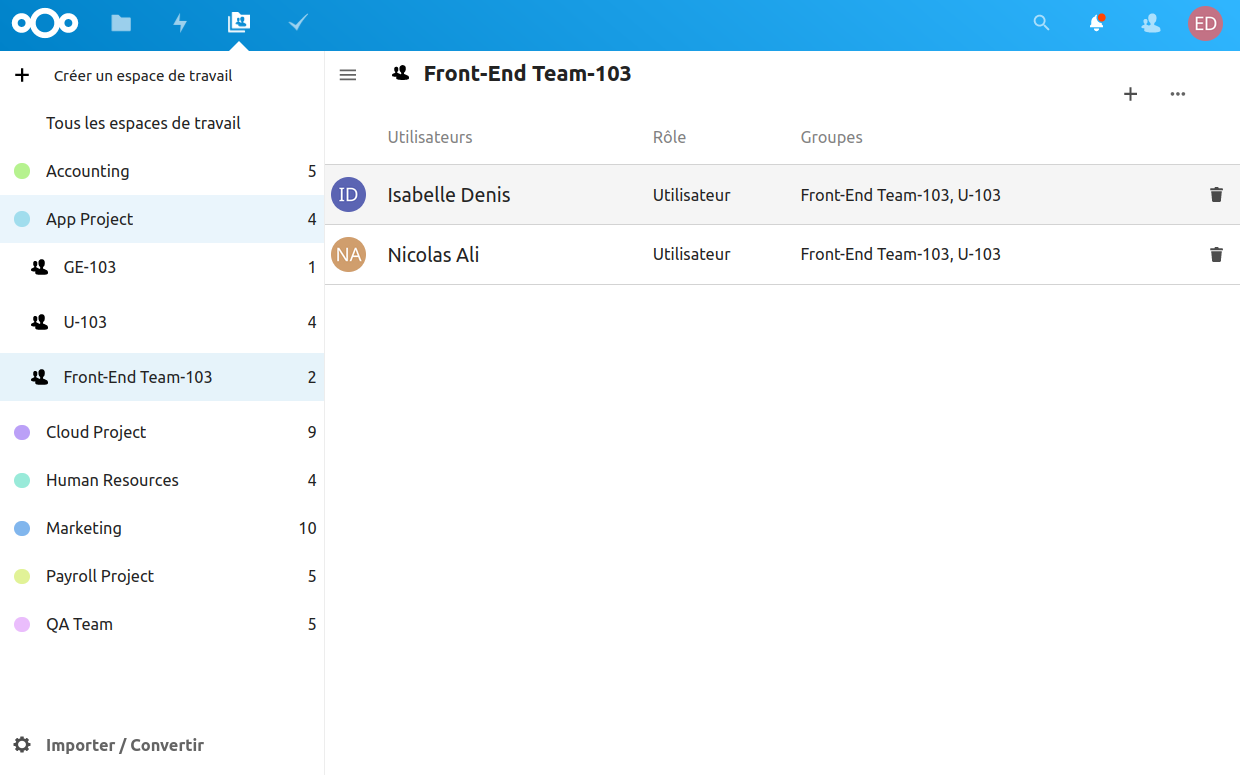 ED
Créer un espace de travail
Tous les espaces de travail
Accounting 5
App Project 4
GE-103 1
U-103 4
Front-End Team-103 2
Cloud Project 9
Human Resources 4
Marketing 10
Payroll Project 5
QA Team 5
Importer / Convertir
Front-End Team-103
Utilisateurs Rôle Groupes
ID Isabelle Denis Utilisateur Front-End Team-103, U-103
NA Nicolas Ali Utilisateur Front-End Team-103, U-103